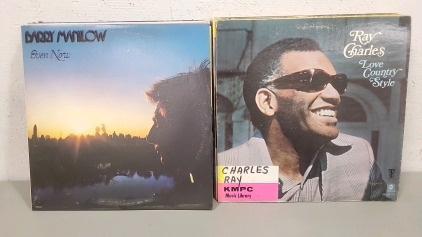 BARRY MANILOW
Even Now
Ray
Charles
Love
Country
Style
CHARLES
RAY
KMPC
Music Library